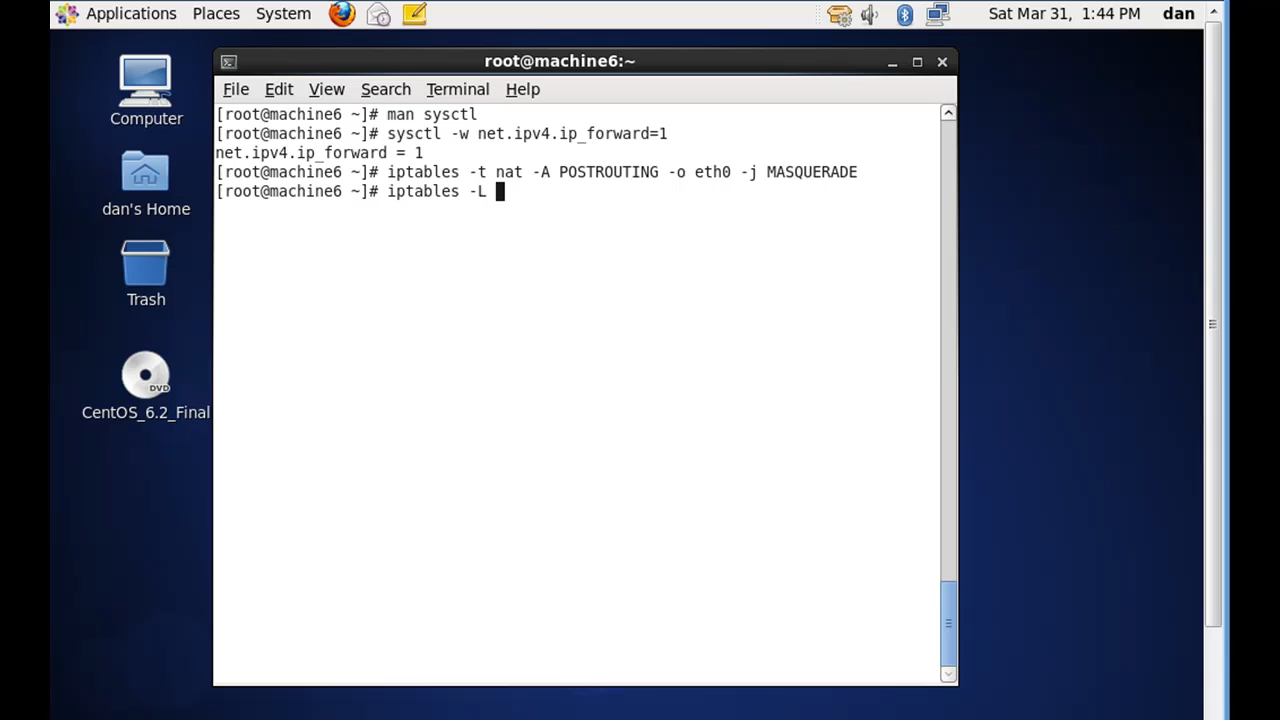 Applications Places System Sat Mar 31, 1:44 PM dan
root@machine6:~
File Edit View Search Terminal Help
[root@machine6 ~]# man sysctl
[root@machine6 ~]# sysctl -w net.ipv4.ip_forward=1
net.ipv4.ip_forward = 1
[root@machine6 ~]# iptables -t nat -A POSTROUTING -o eth0 -j MASQUERADE
[root@machine6 ~]# iptables -L
Computer
dan's Home
Trash
DVD
CentOS_6.2_Final